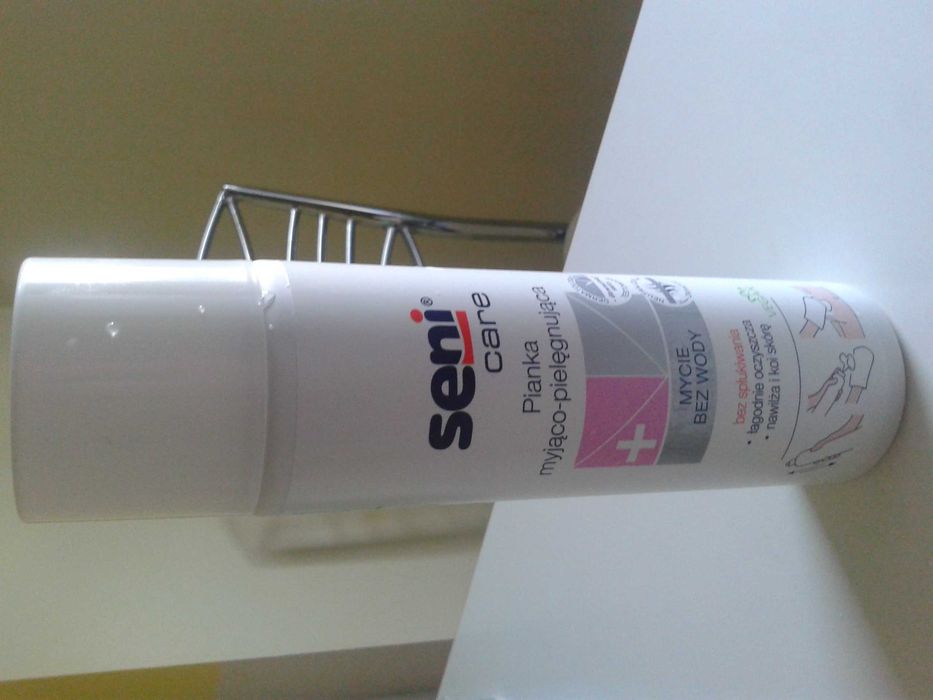 seni®
care
Pianka
myjąco-pielęgnująca
MYCIE
BEZ WODY
bez spłukiwania
• łagodnie oczyszcza
• nawilża i koi skórę